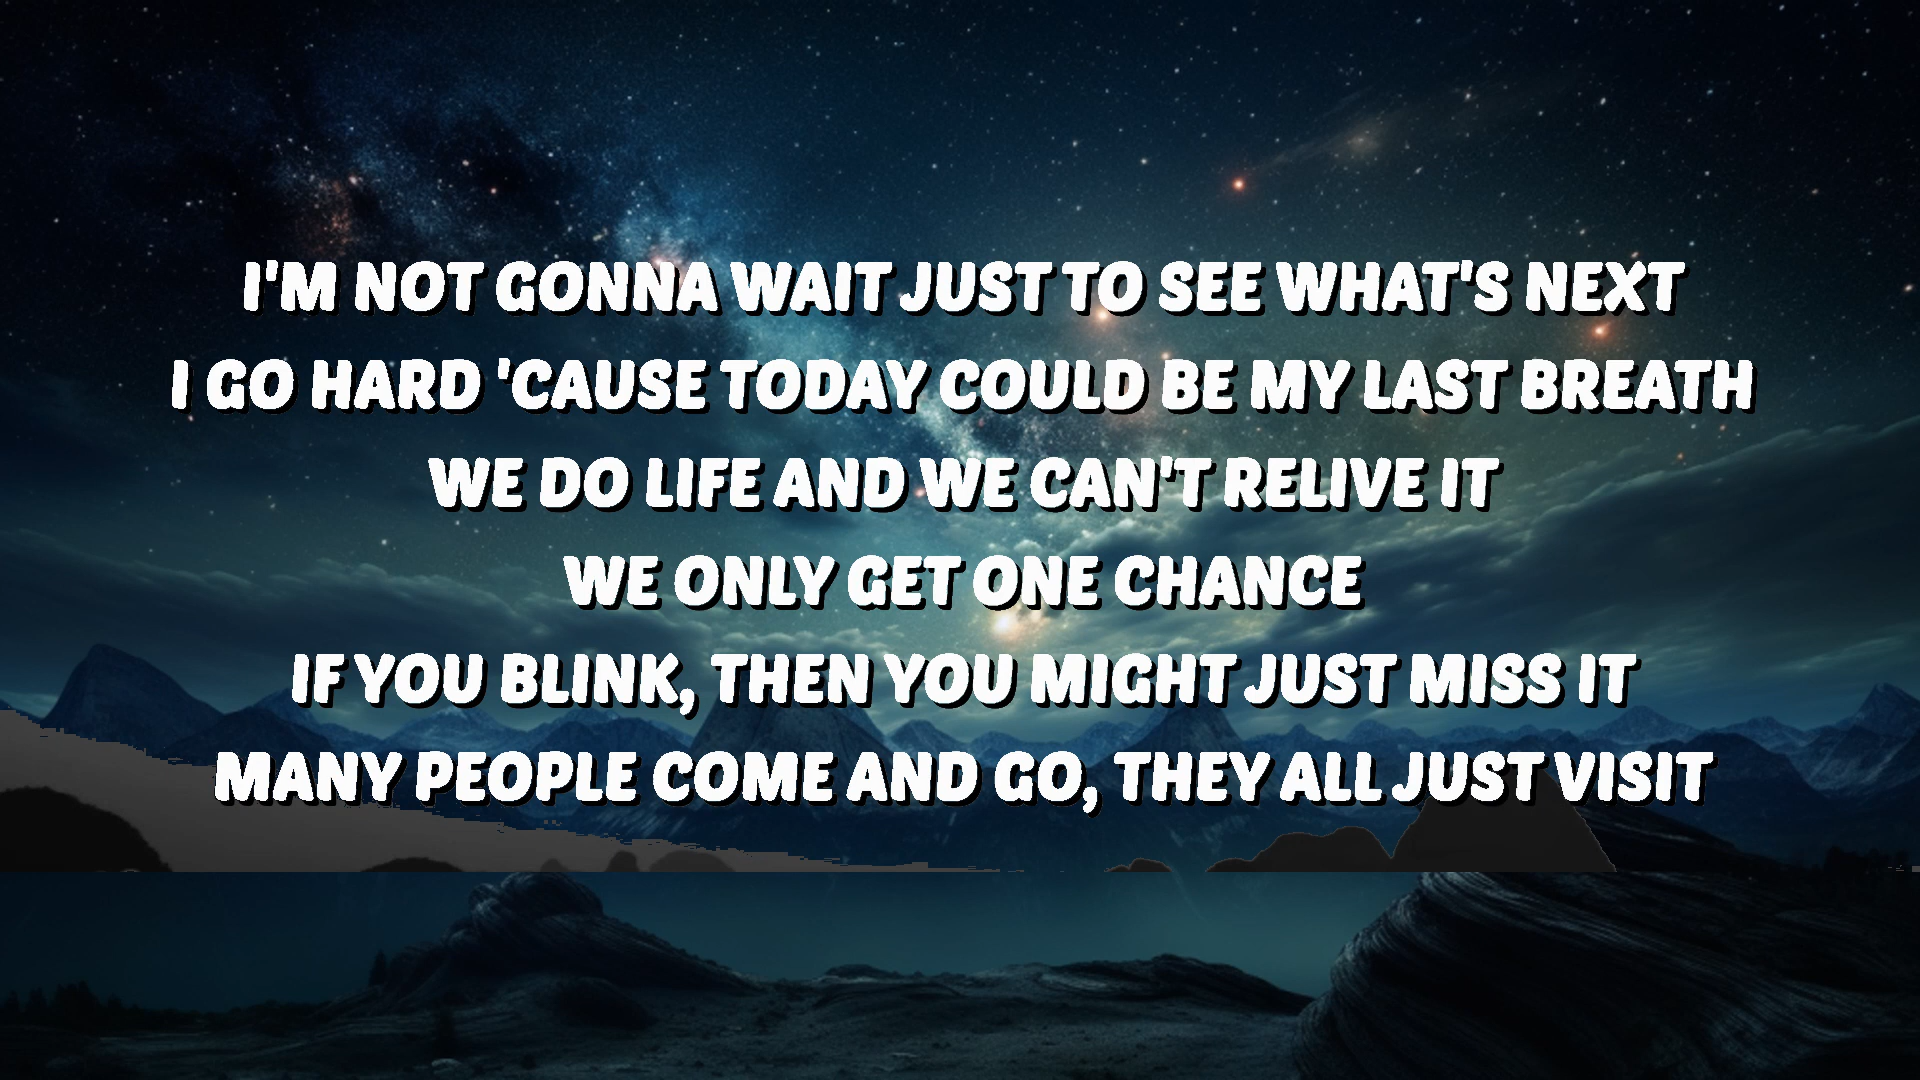 I'M NOT GONNA WAIT JUST TO SEE WHAT'S NEXT
I GO HARD 'CAUSE TODAY COULD BE MY LAST BREATH
WE DO LIFE AND WE CAN'T RELIVE IT
WE ONLY GET ONE CHANCE
IF YOU BLINK, THEN YOU MIGHT JUST MISS IT
MANY PEOPLE COME AND GO, THEY ALL JUST VISIT